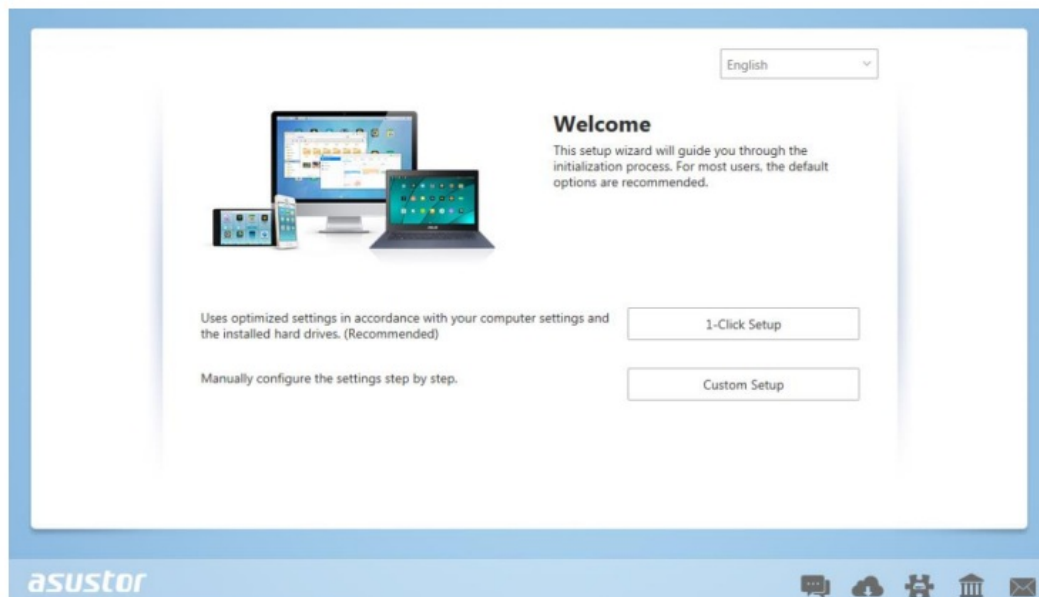 English
Welcome
This setup wizard will guide you through the
initialization process. For most users, the default
options are recommended.
Uses optimized settings in accordance with your computer settings and
the installed hard drives. (Recommended)
1-Click Setup
Manually configure the settings step by step.
Custom Setup
asustor